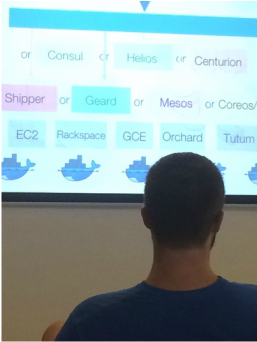 or Consul or Helios or Centurion
Shipper or Geard or Mesos or Coreos/
EC2 Rackspace GCE Orchard Tutum